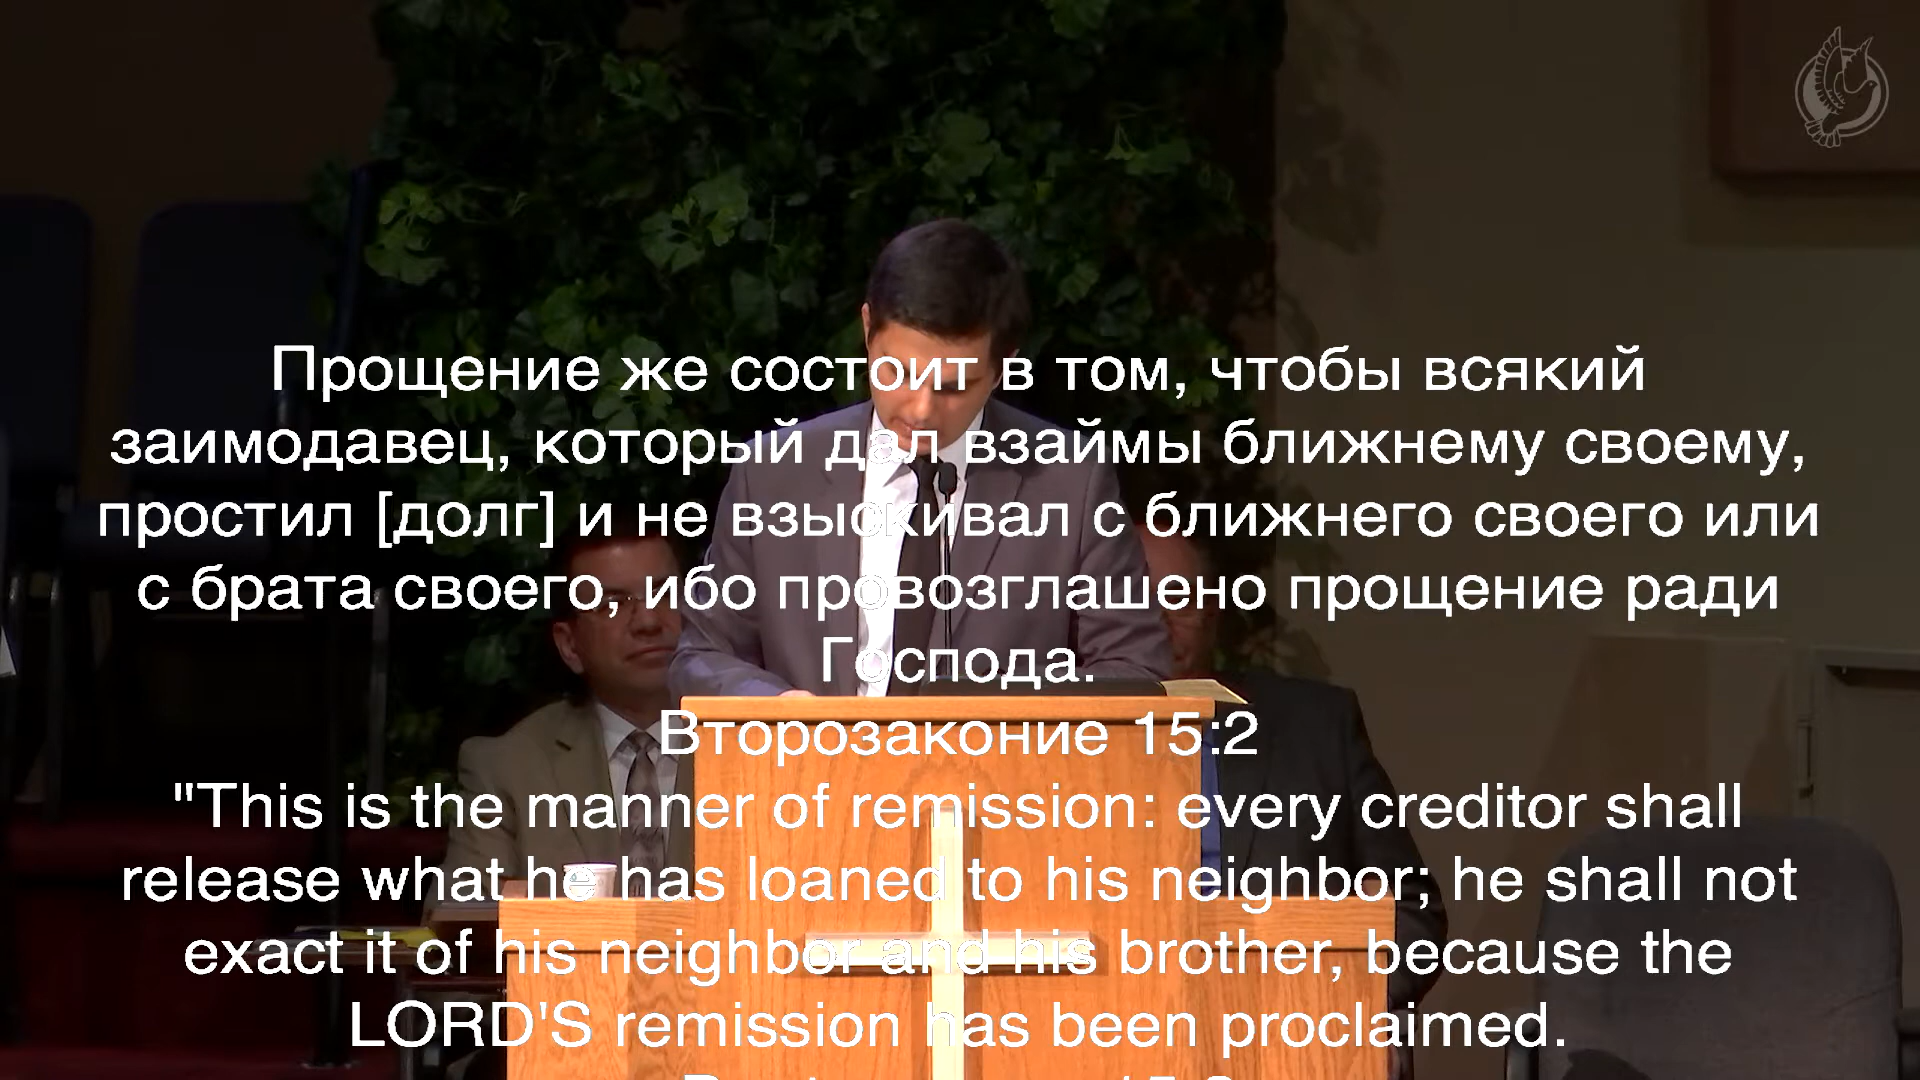 Прощение же состоит в том, чтобы всякий
заимодавец, который дал взаймы ближнему своему,
простил [долг] и не взыскивал с ближнего своего или
с брата своего, ибо провозглашено прощение ради
Господа.
Второзаконие 15:2
"This is the manner of remission: every creditor shall
release what he has loaned to his neighbor; he shall not
exact it of his neighbor and his brother, because the
LORD'S remission has been proclaimed.